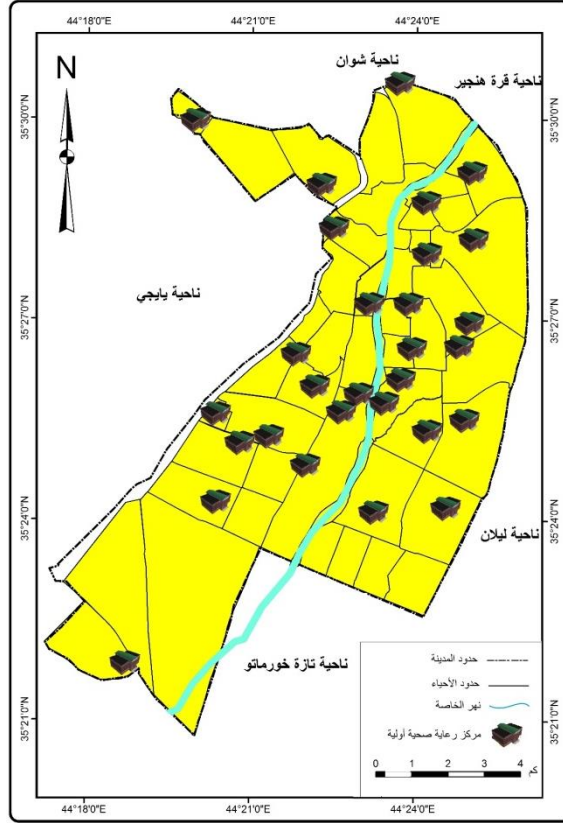 44°18'0"E 44°21'0"E 44°24'0"E
N
ناحية شوان
ناحية قرة هنجير
35°30'0"N 35°30'0"N
ناحية يايجي
35°27'0"N 35°27'0"N
35°24'0"N 35°24'0"N
ناحية ليلان
ناحية تازة خورماتو
حدود المدينة
حدود الأحياء
نهر الخاصة
مركز رعاية صحية أولية
0 1 2 3 4 كم
35°21'0"N 35°21'0"N
44°18'0"E 44°21'0"E 44°24'0"E